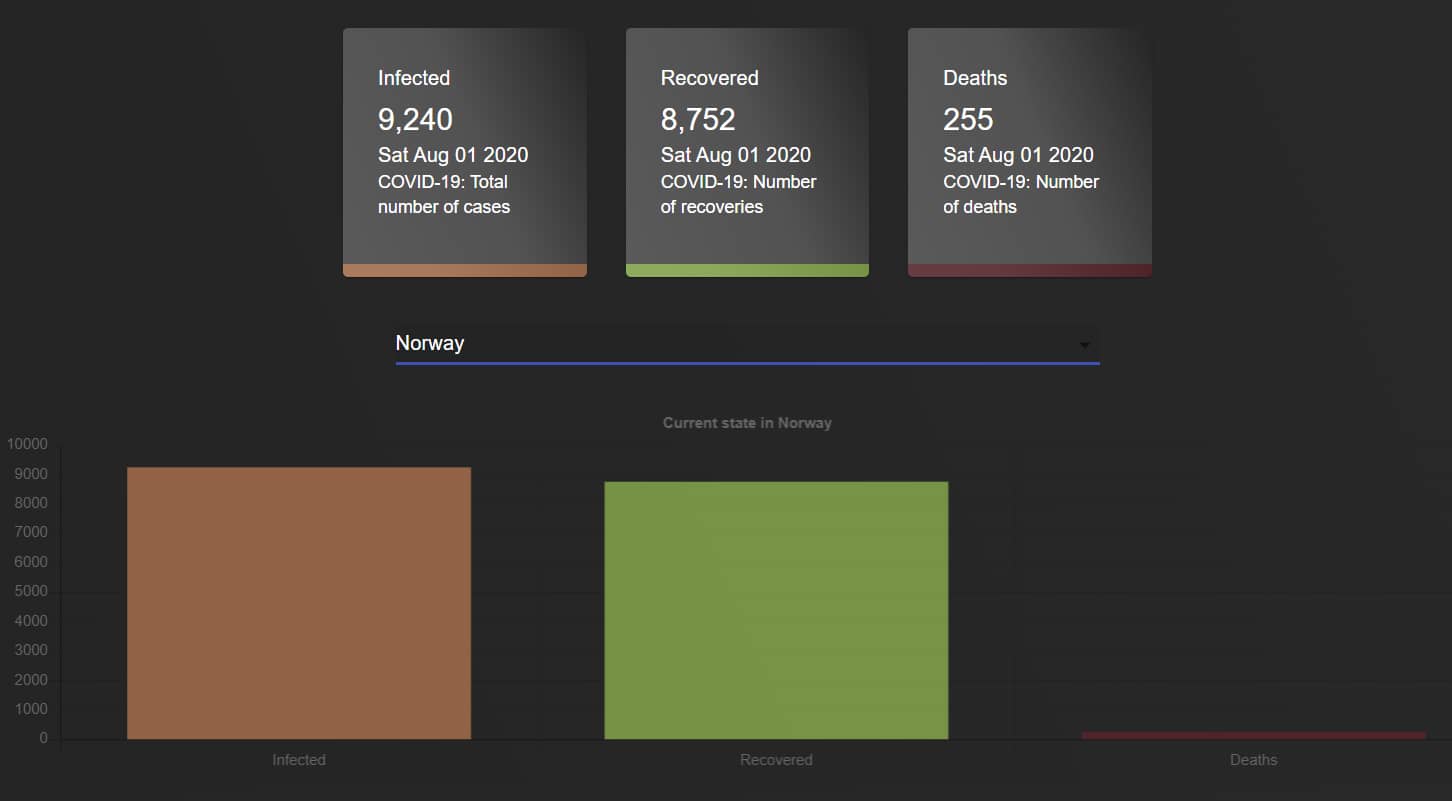 Infected
9,240
Sat Aug 01 2020
COVID-19: Total
number of cases
Recovered
8,752
Sat Aug 01 2020
COVID-19: Number
of recoveries
Deaths
255
Sat Aug 01 2020
COVID-19: Number
of deaths
Norway
Current state in Norway
10000
9000
8000
7000
6000
5000
4000
3000
2000
1000
0
Infected
Recovered
Deaths